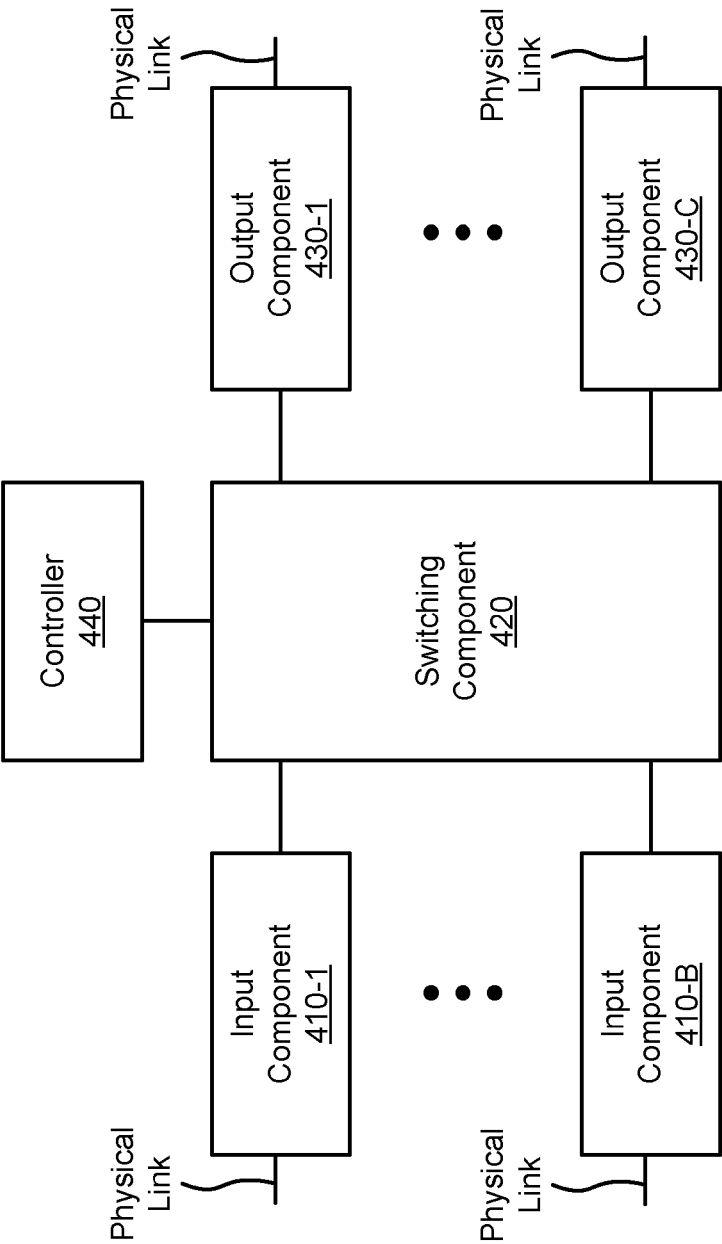 Controller
440
Physical
Link
Input
Component
410-1
Switching
Component
420
Output
Component
430-1
Physical
Link
Physical
Link
Input
Component
410-B
Output
Component
430-C
Physical
Link